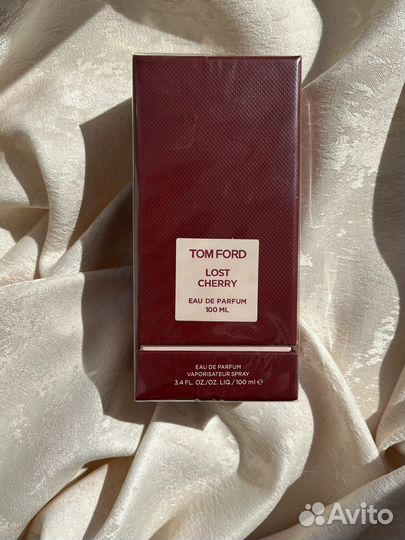 TOM FORD
LOST
CHERRY
EAU DE PARFUM
100 ML
EAU DE PARFUM
VAPORISATEUR SPRAY
3.4 FL. OZ./OZ. LIQ./100 ml ℮
Avito